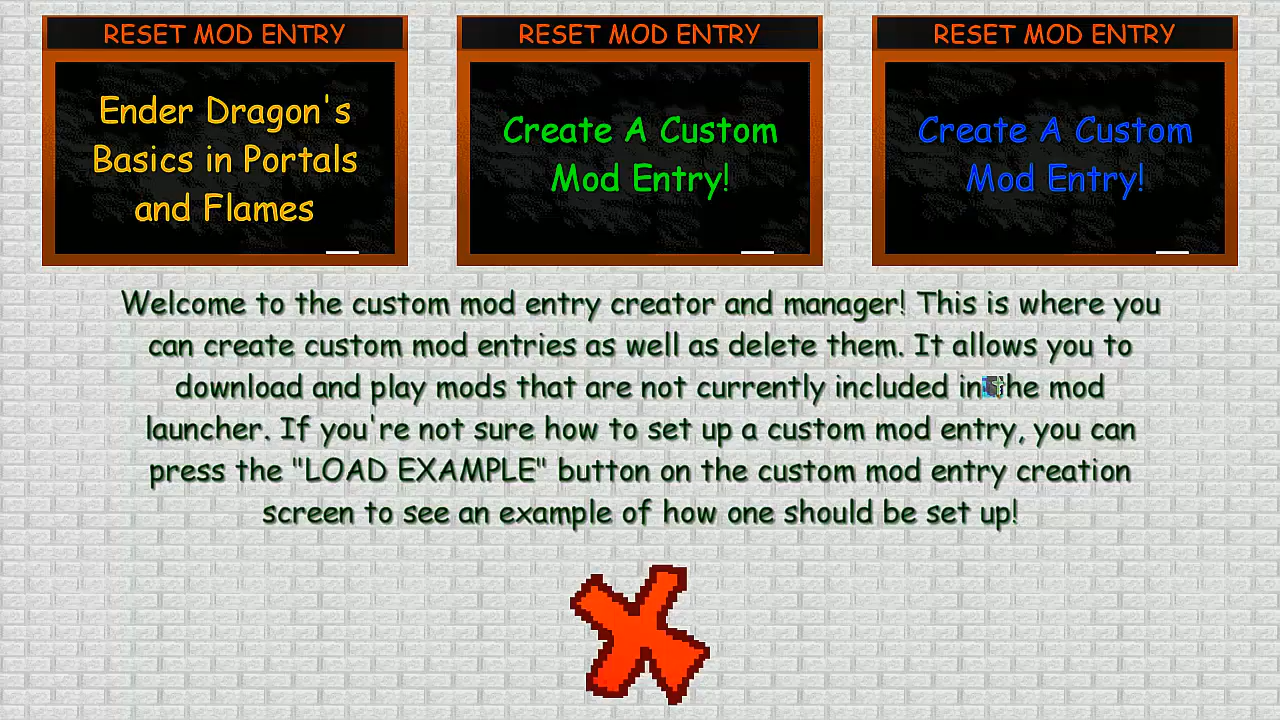 RESET MOD ENTRY
RESET MOD ENTRY
RESET MOD ENTRY
Ender Dragon's
Basics in Portals
and Flames
Create A Custom
Mod Entry!
Create A Custom
Mod Entry!
Welcome to the custom mod entry creator and manager! This is where you
can create custom mod entries as well as delete them. It allows you to
download and play mods that are not currently included in the mod
launcher. If you're not sure how to set up a custom mod entry, you can
press the "LOAD EXAMPLE" button on the custom mod entry creation
screen to see an example of how one should be set up!